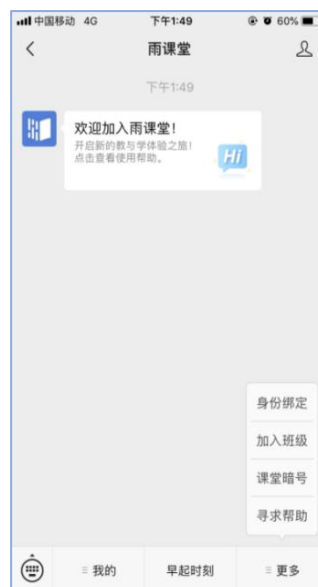 中国移动 4G 下午1:49 60%
雨课堂
下午1:49
欢迎加入雨课堂！
开启新的教与学体验之旅！
点击查看使用帮助。
Hi
身份绑定
加入班级
课堂暗号
寻求帮助
我的 早起时刻 更多